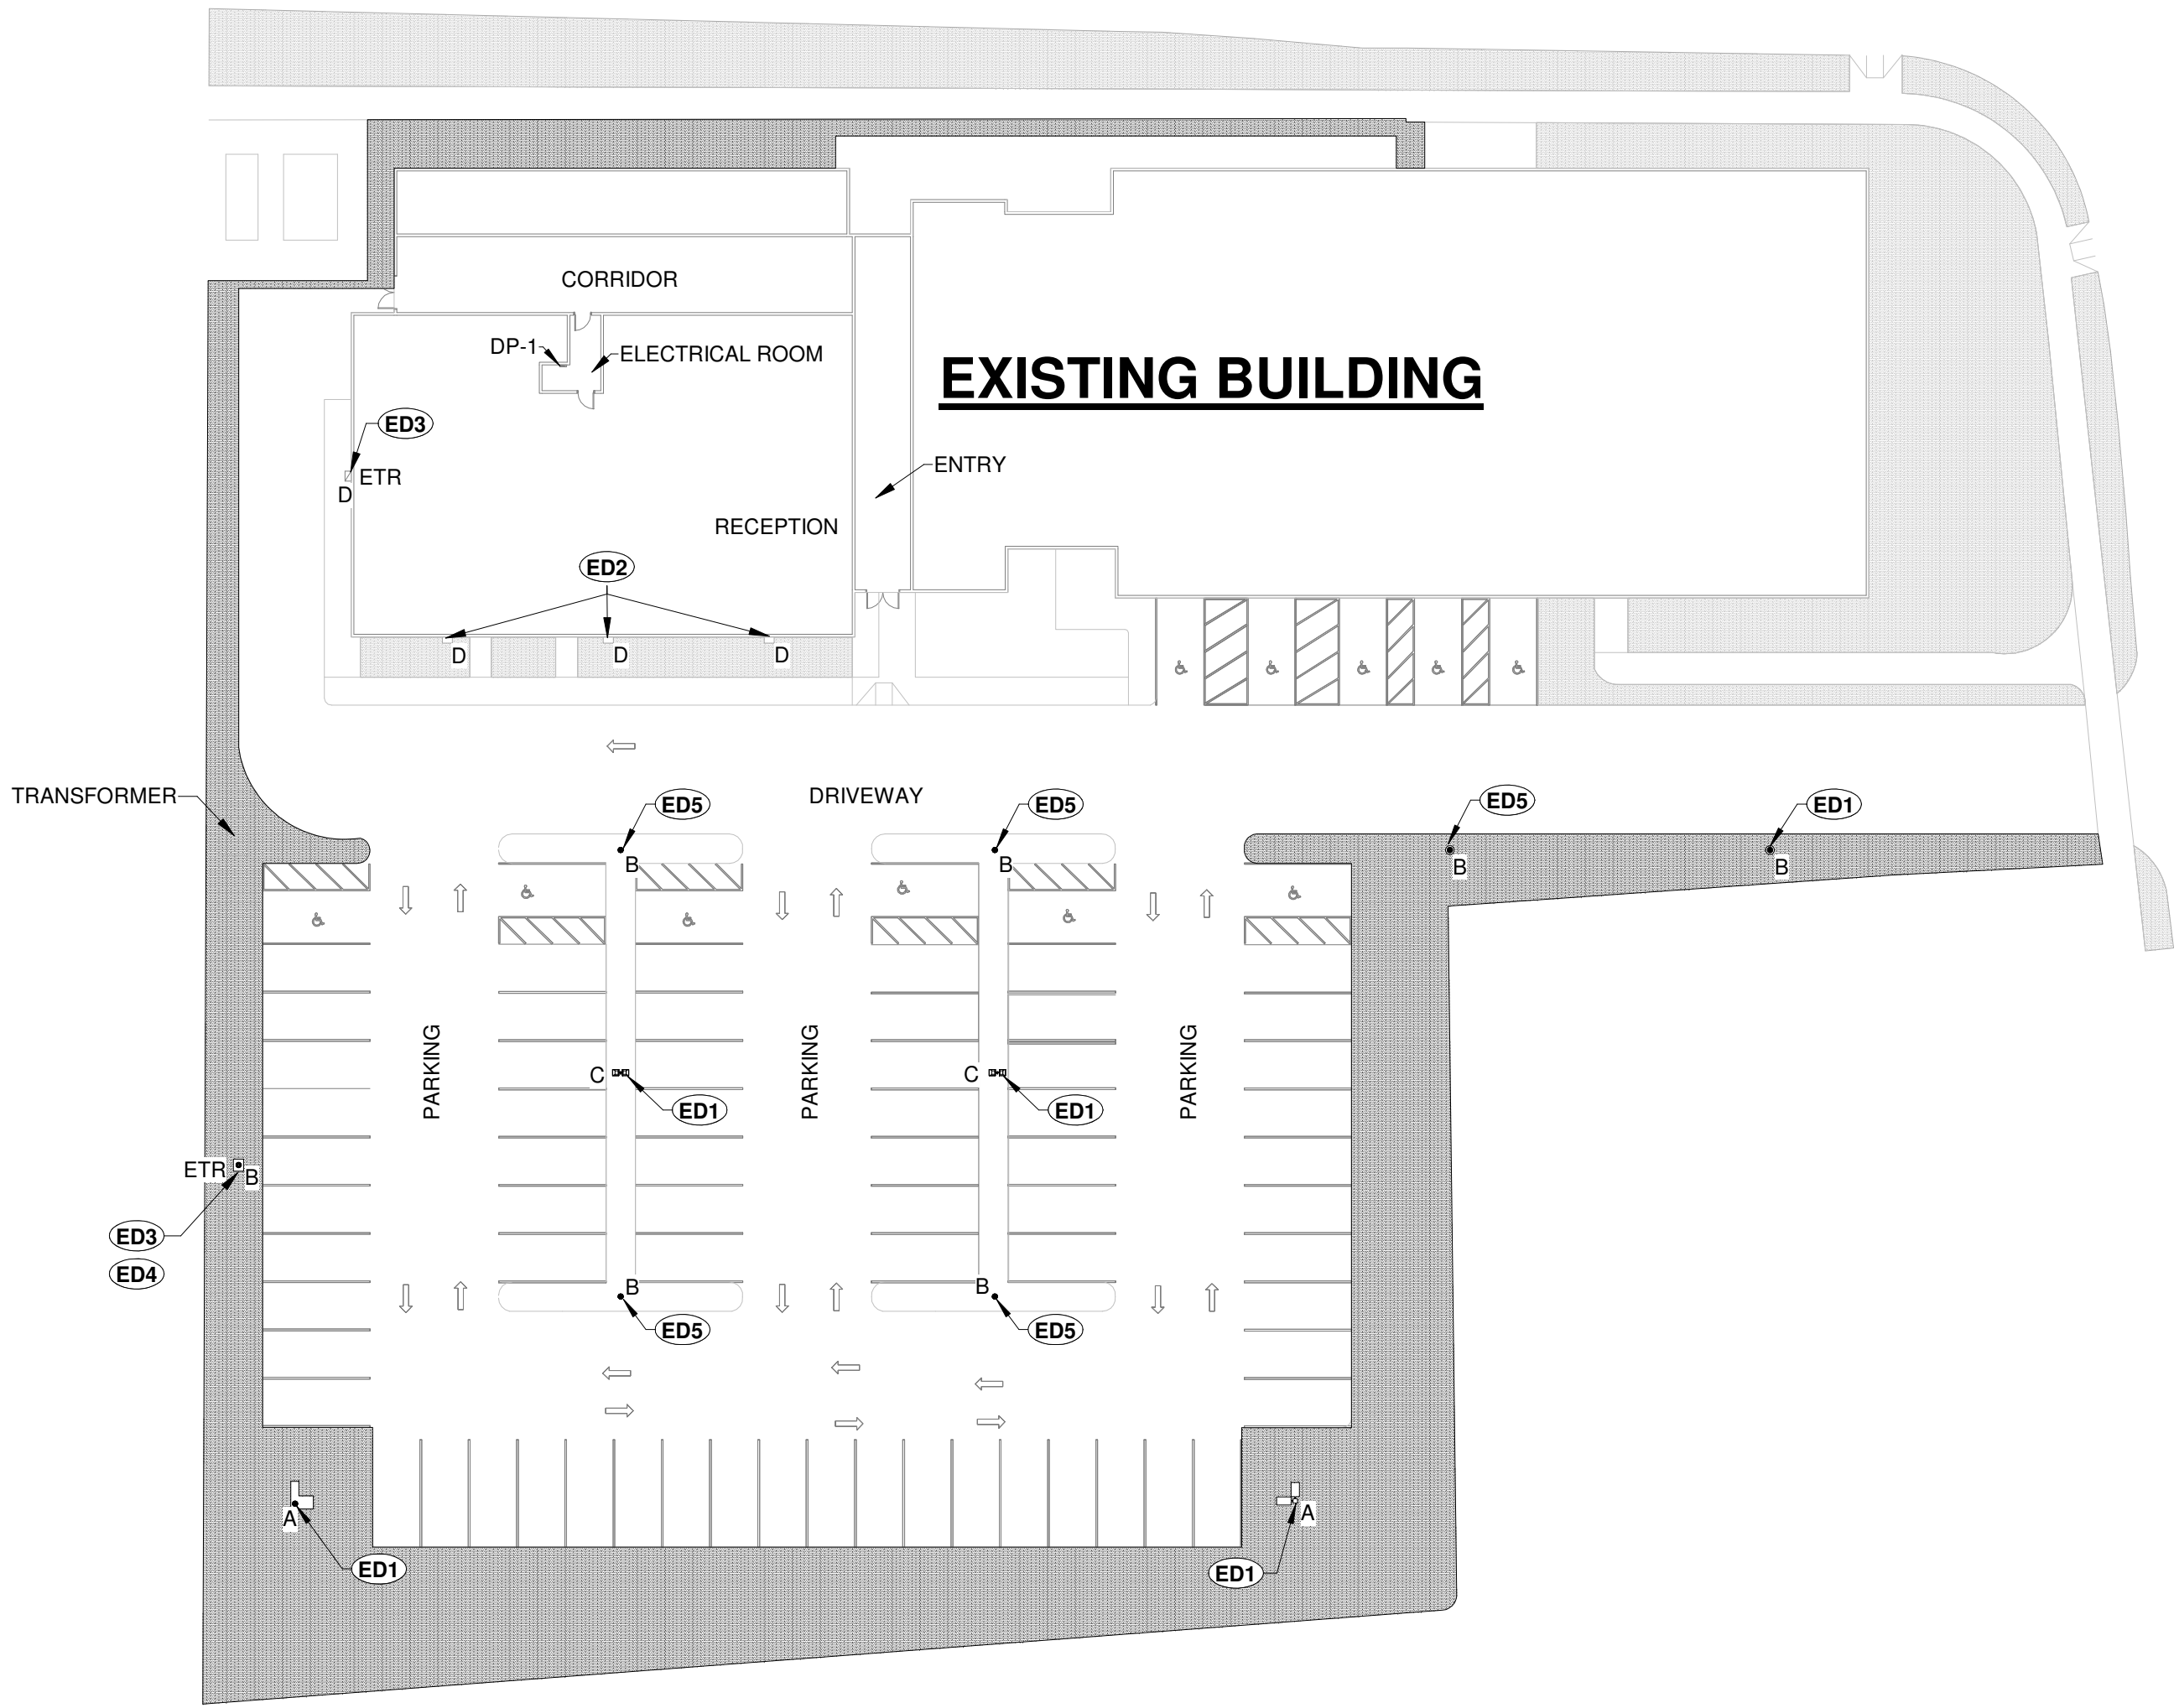 CORRIDOR
DP-1
ELECTRICAL ROOM
EXISTING BUILDING
ED3
ENTRY
ETR
D
RECEPTION
ED2
D
D
D
TRANSFORMER
DRIVEWAY
ED5
ED5
ED5
ED1
B
B
B
B
PARKING
PARKING
PARKING
C
C
ED1
ED1
ETR
B
ED3
ED4
B
B
ED5
ED5
A
A
ED1
ED1